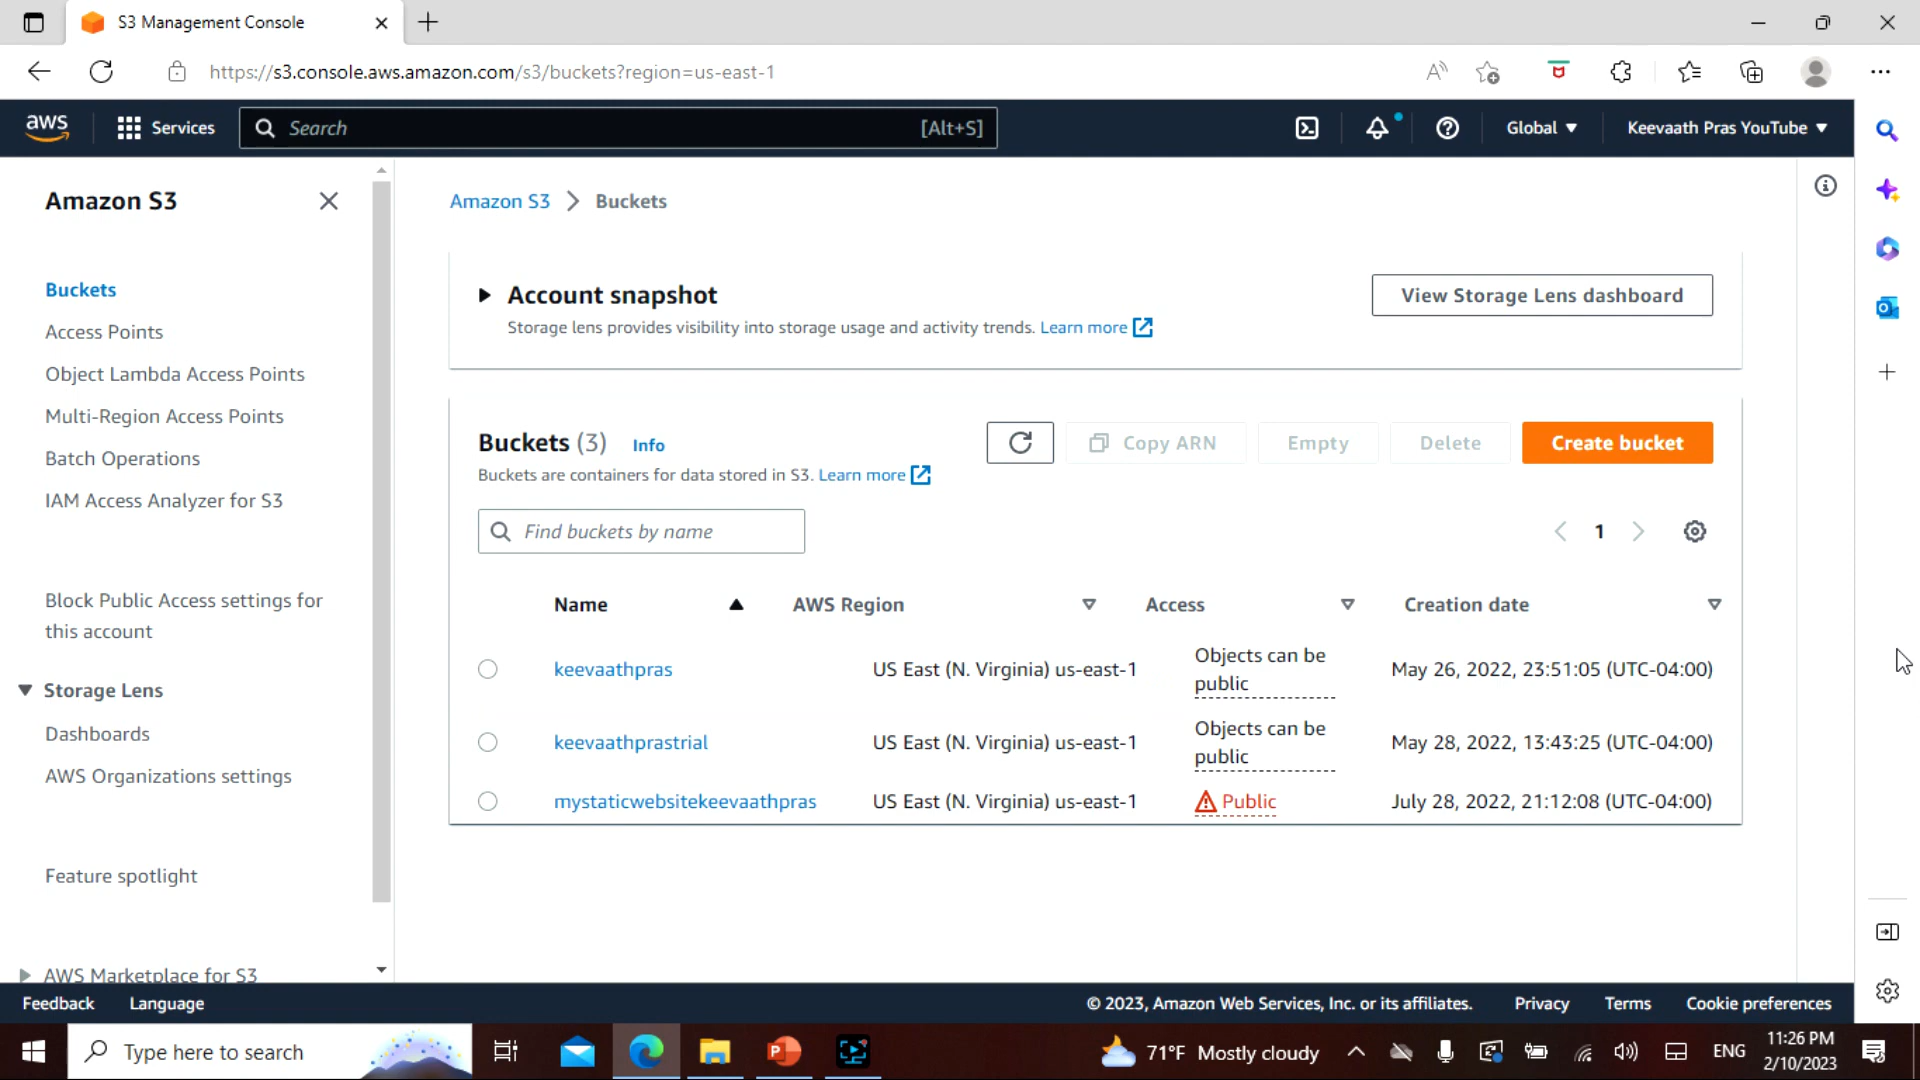 S3 Management Console
https://s3.console.aws.amazon.com/s3/buckets?region=us-east-1
aws
Services
Search
[Alt+S]
Global
Keevaath Pras YouTube
Amazon S3
Buckets
Access Points
Object Lambda Access Points
Multi-Region Access Points
Batch Operations
IAM Access Analyzer for S3
Block Public Access settings for
this account
Storage Lens
Dashboards
AWS Organizations settings
Feature spotlight
AWS Marketplace for S3
Amazon S3 > Buckets
Account snapshot
Storage lens provides visibility into storage usage and activity trends. Learn more
View Storage Lens dashboard
Buckets (3) Info
Buckets are containers for data stored in S3. Learn more
Copy ARN
Empty
Delete
Create bucket
Find buckets by name
1
Name AWS Region Access Creation date
keevaathpras US East (N. Virginia) us-east-1 Objects can be public May 26, 2022, 23:51:05 (UTC-04:00)
keevaathprastrial US East (N. Virginia) us-east-1 Objects can be public May 28, 2022, 13:43:25 (UTC-04:00)
mystaticwebsitekeevaathpras US East (N. Virginia) us-east-1 Public July 28, 2022, 21:12:08 (UTC-04:00)
Feedback Language © 2023, Amazon Web Services, Inc. or its affiliates. Privacy Terms Cookie preferences
Type here to search
71°F Mostly cloudy
ENG
11:26 PM
2/10/2023